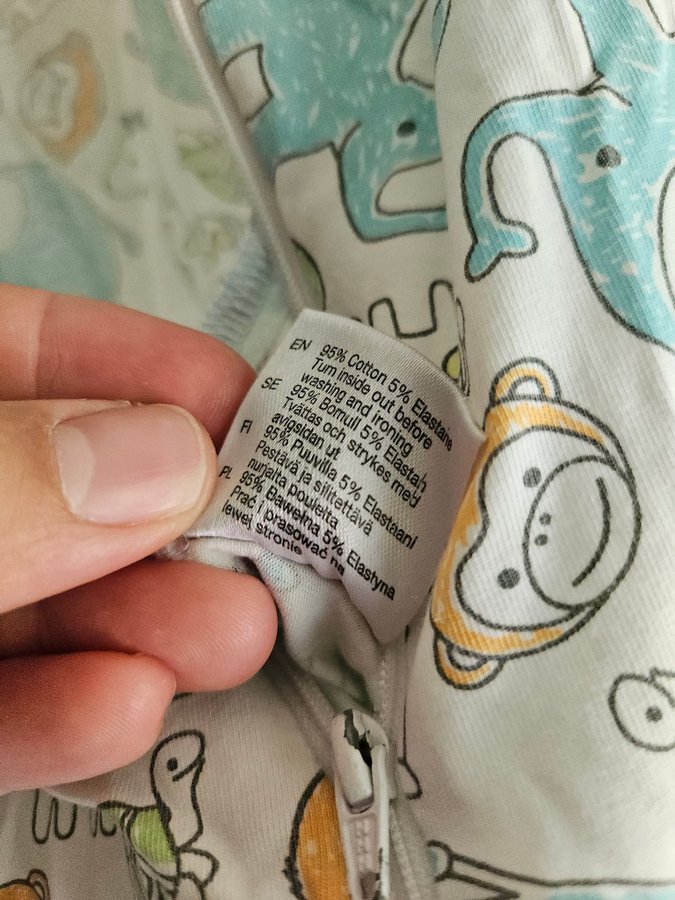 EN 95% Cotton 5% Elastane
Turn inside out before
washing and ironing
SE 95% Bomull 5% Elastan
Tvättas och strykes med
avigsidan ut
FI 95% Puuvilla 5% Elastaani
Pestävä ja silitettävä
nurjalta puoletta
PL 95% Bawełna 5% Elastyna
Prać i prasować na
lewej stronie